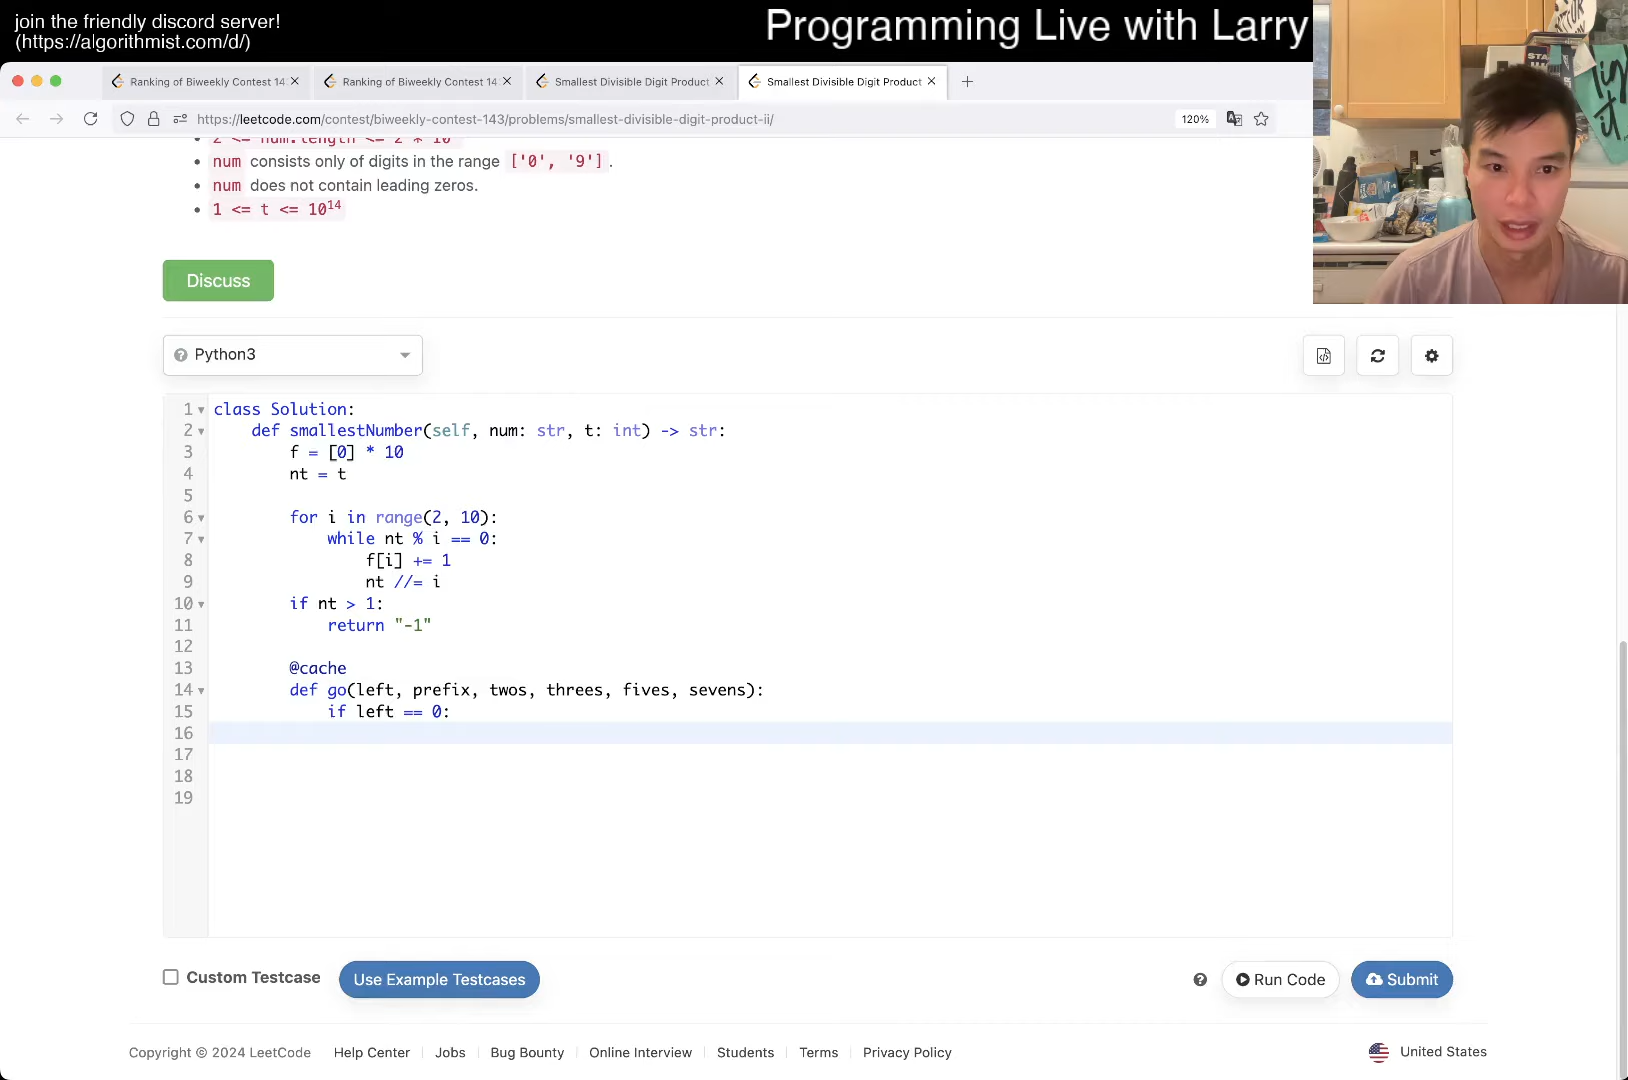 join the friendly discord server!
(https://algorithmist.com/d/)
Programming Live with Larry
Ranking of Biweekly Contest 14
Ranking of Biweekly Contest 14
Smallest Divisible Digit Product
Smallest Divisible Digit Product
https://leetcode.com/contest/biweekly-contest-143/problems/smallest-divisible-digit-product-ii/
120%
2 <= num.length <= 2 * 10
num consists only of digits in the range ['0', '9'].
num does not contain leading zeros.
1 <= t <= 10^14
Discuss
Python3
1 class Solution:
2 def smallestNumber(self, num: str, t: int) -> str:
3 f = [0] * 10
4 nt = t
5
6 for i in range(2, 10):
7 while nt % i == 0:
8 f[i] += 1
9 nt //= i
10 if nt > 1:
11 return "-1"
12
13 @cache
14 def go(left, prefix, twos, threes, fives, sevens):
15 if left == 0:
16
17
18
19
Custom Testcase
Use Example Testcases
Run Code
Submit
Copyright © 2024 LeetCode
Help Center
Jobs
Bug Bounty
Online Interview
Students
Terms
Privacy Policy
United States